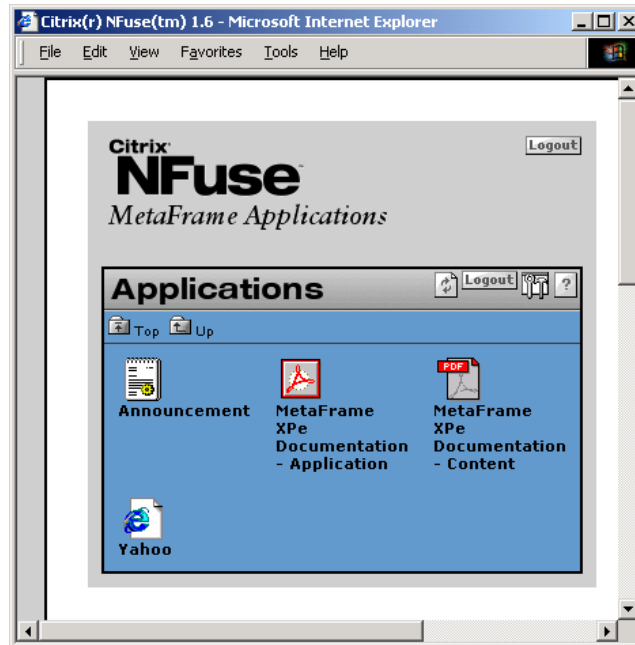 Citrix(r) NFuse(tm) 1.6 - Microsoft Internet Explorer
File Edit View Favorites Tools Help
Citrix
Logout
NFuse
MetaFrame Applications
Applications
Logout ?
Top Up
Announcement
MetaFrame
XPe
Documentation
- Application
PDF
MetaFrame
XPe
Documentation
- Content
Yahoo